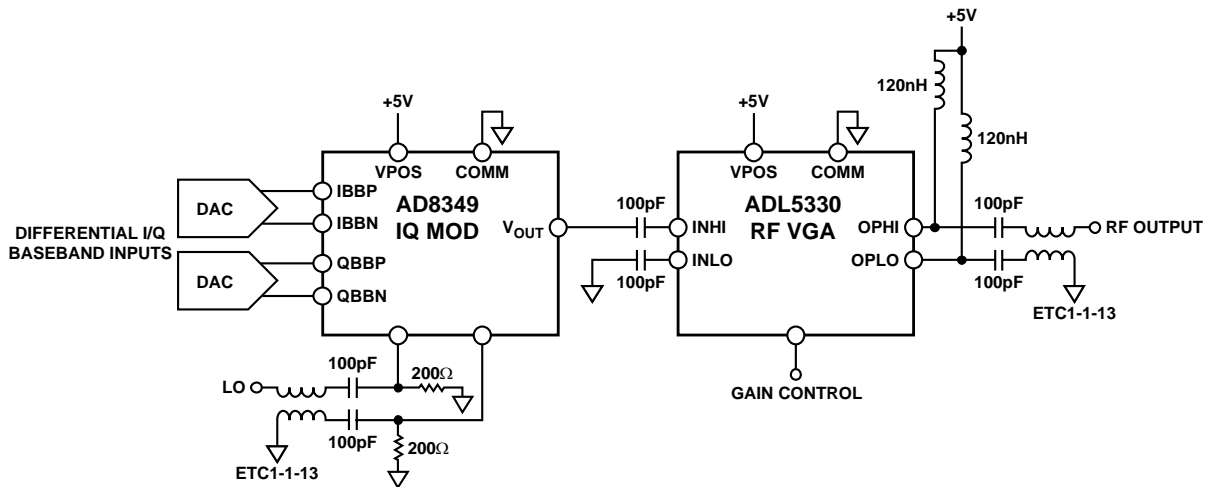 +5V
120nH
120nH
+5V
+5V
VPOS
COMM
VPOS
COMM
DAC
IBBP
IBBN
AD8349
IQ MOD
VOUT
100pF
INHI
INLO
100pF
ADL5330
RF VGA
OPHI
OPLO
100pF
RF OUTPUT
100pF
ETC1-1-13
DIFFERENTIAL I/Q
BASEBAND INPUTS
DAC
QBBP
QBBN
100pF
200Ω
LO
100pF
200Ω
ETC1-1-13
GAIN CONTROL